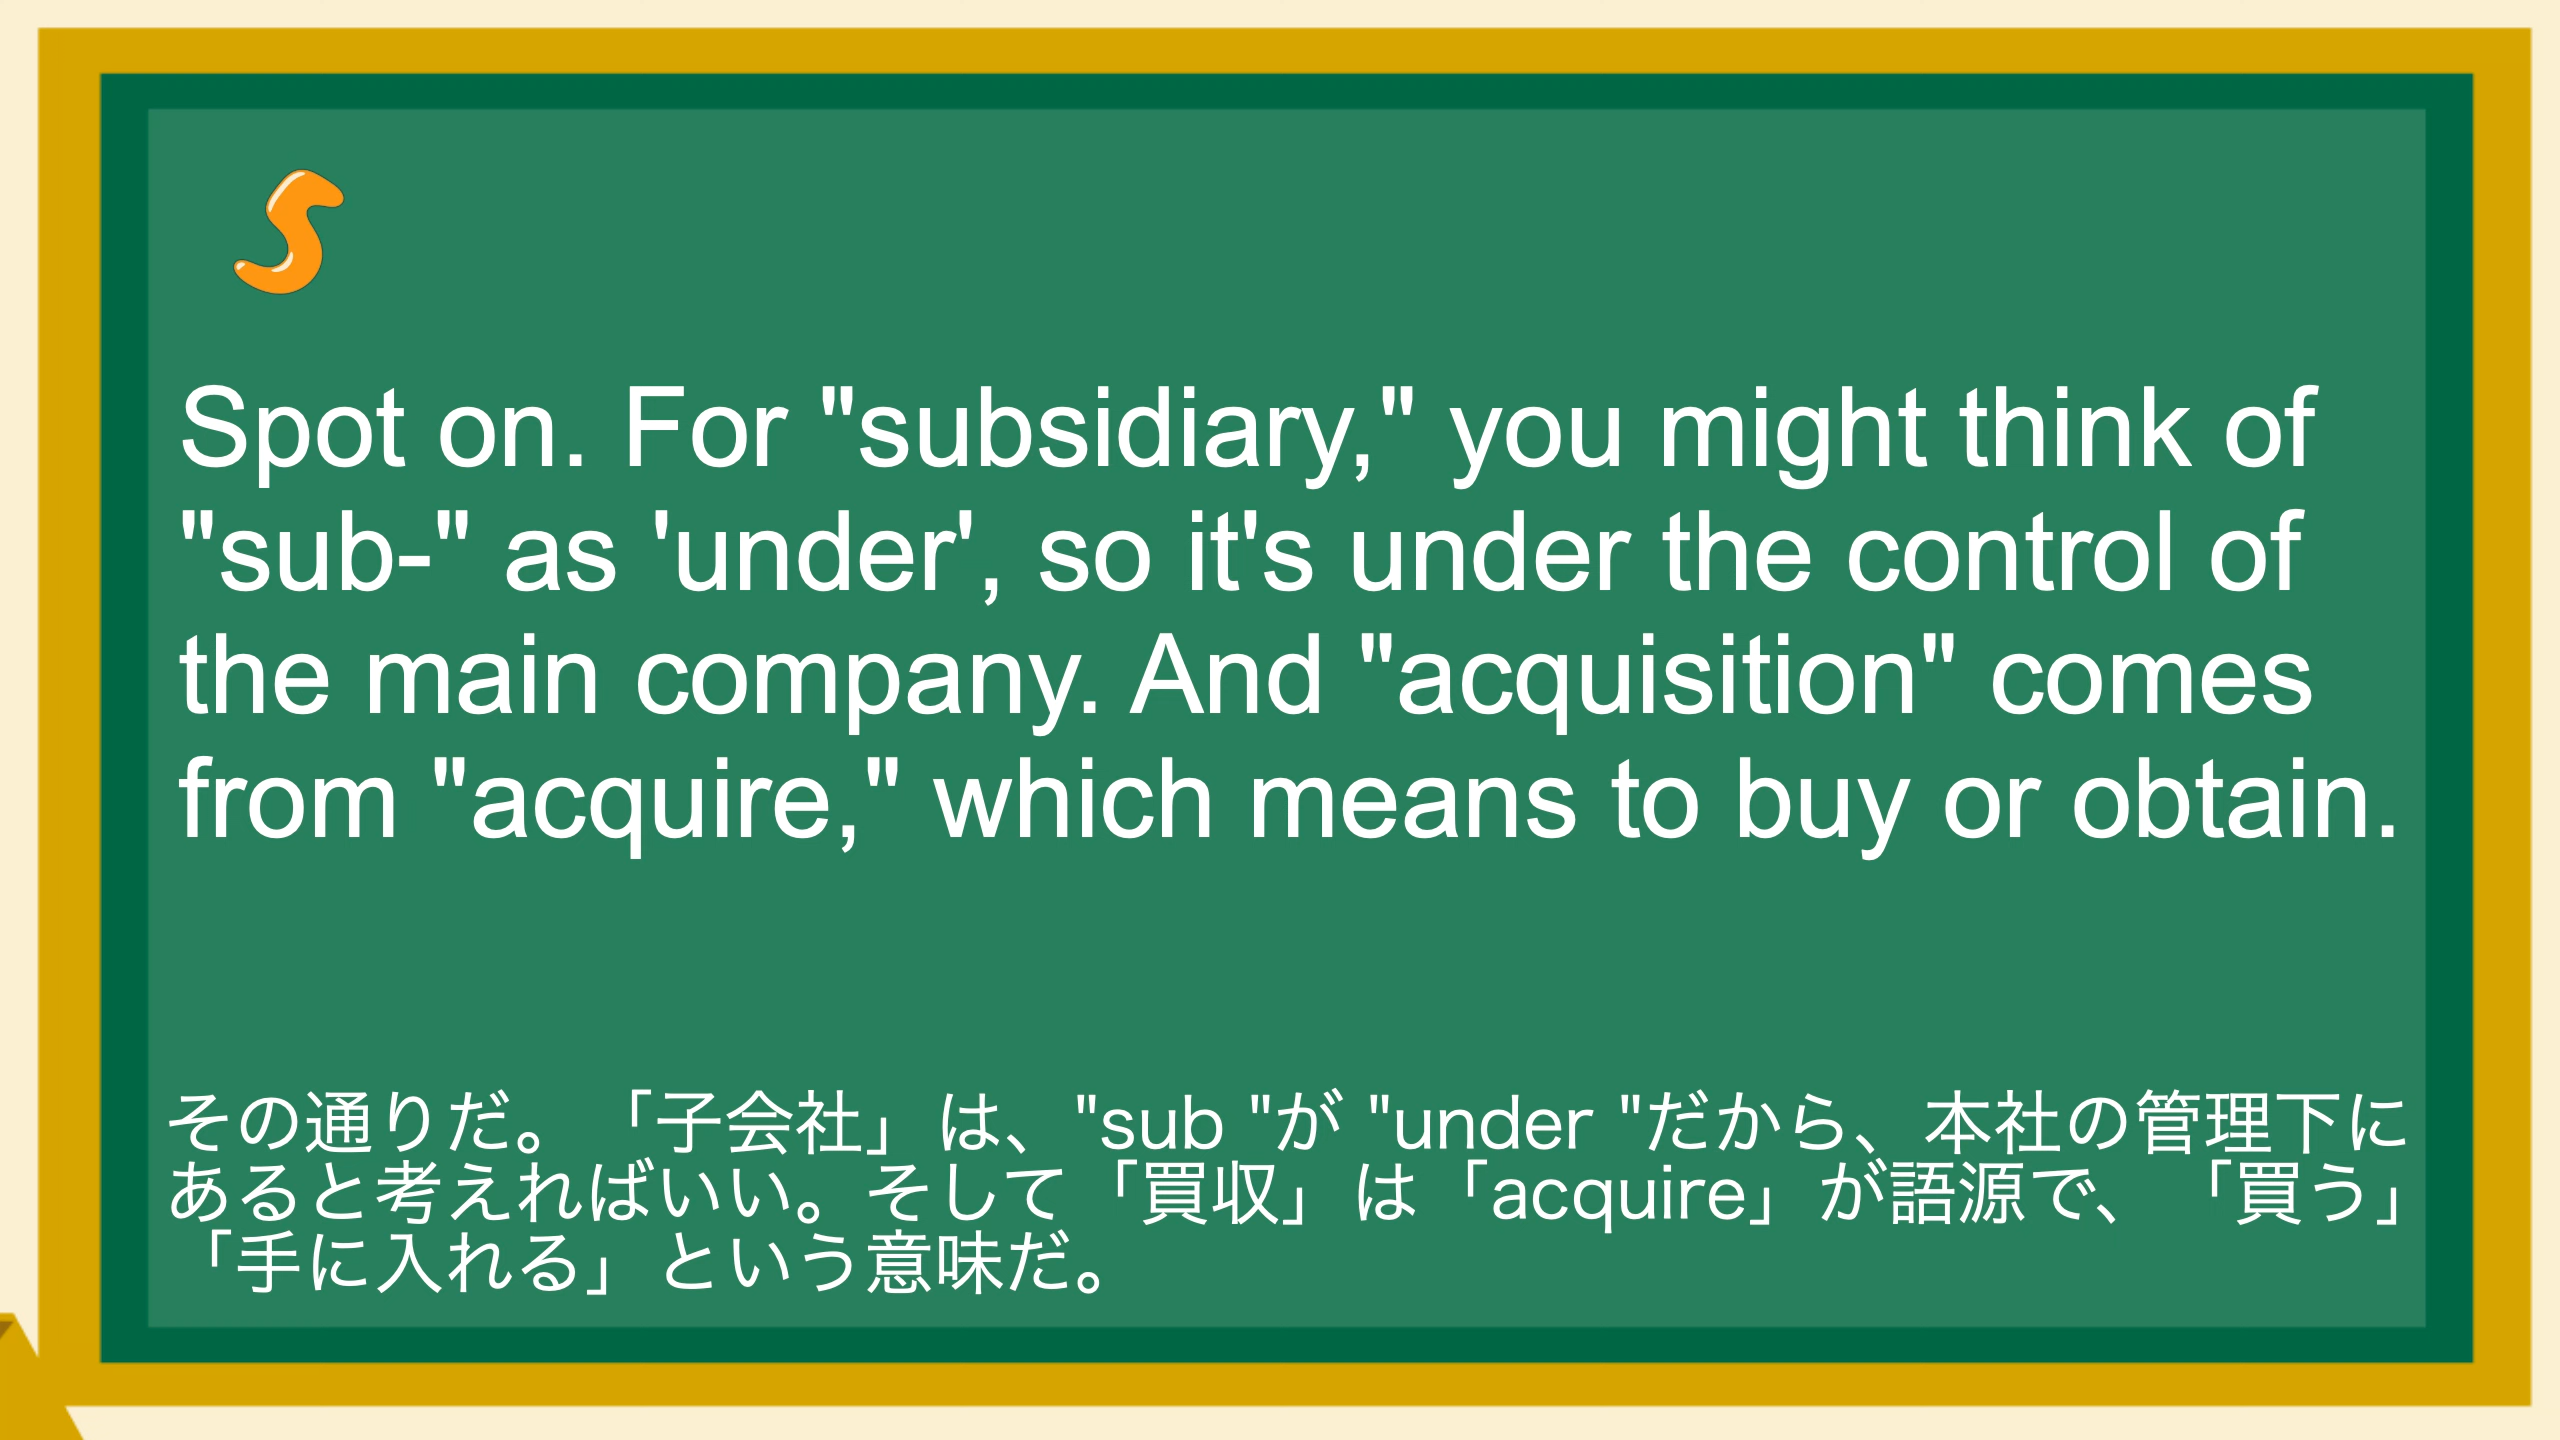 S
Spot on. For "subsidiary," you might think of
"sub-" as 'under', so it's under the control of
the main company. And "acquisition" comes
from "acquire," which means to buy or obtain.
その通りだ。「子会社」は、"sub "が "under "だから、本社の管理下に
あると考えればいい。そして「買収」は「acquire」が語源で、「買う」
「手に入れる」という意味だ。